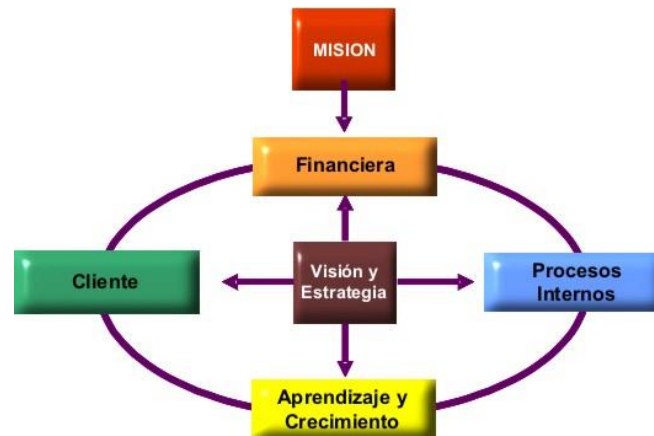 MISION
Financiera
Cliente
Visión y
Estrategia
Procesos
Internos
Aprendizaje y
Crecimiento